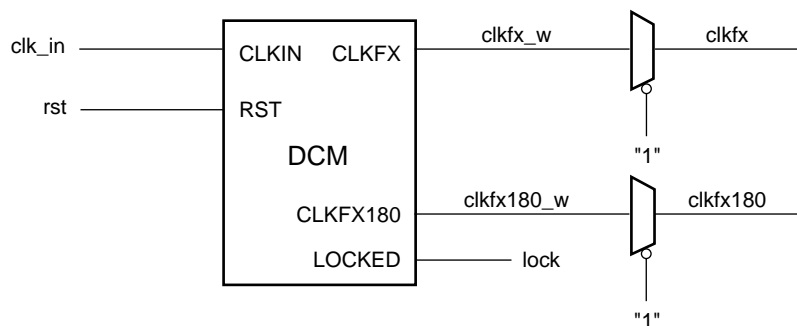 clk_in CLKIN CLKFX clkfx_w clkfx
rst RST
"1"
DCM
CLKFX180 clkfx180_w clkfx180
LOCKED lock
"1"